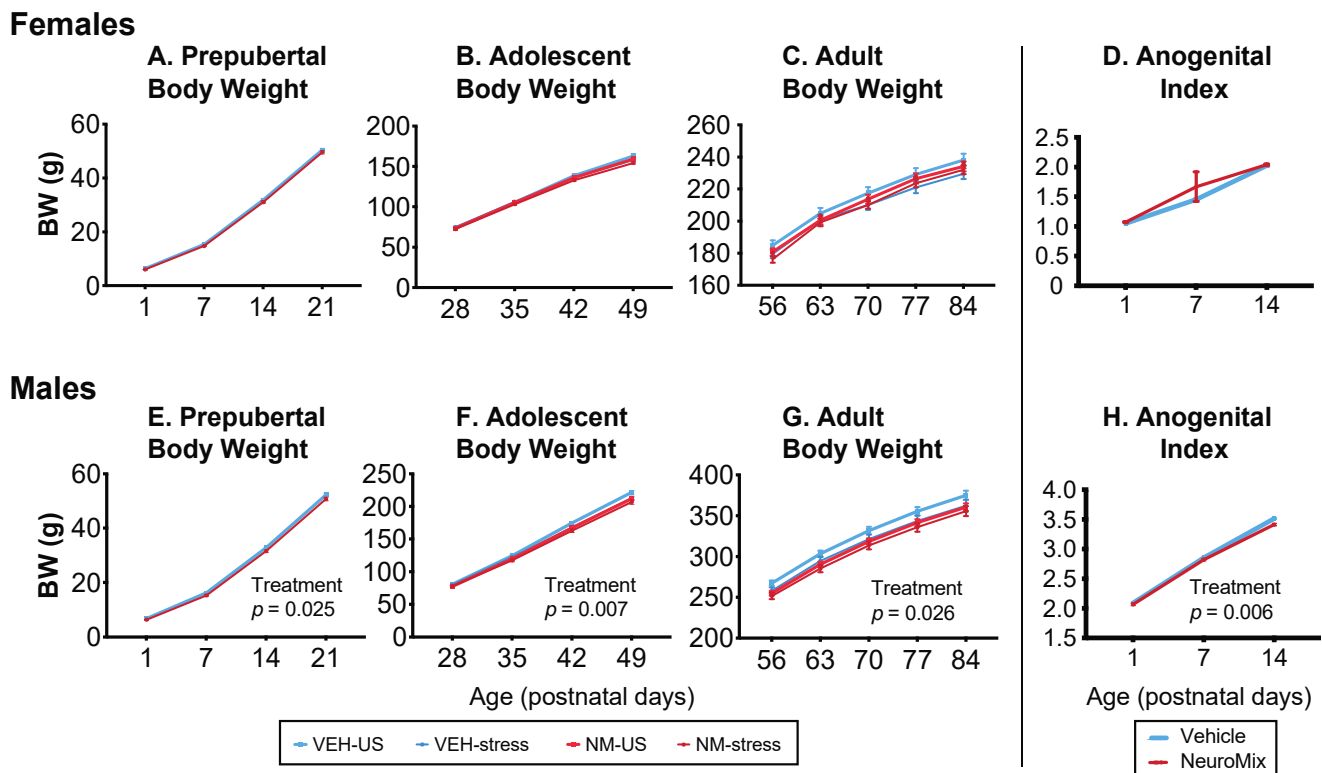 Females
A. Prepubertal
Body Weight
B. Adolescent
Body Weight
C. Adult
Body Weight
D. Anogenital
Index
BW (g)
60
40
20
0
1 7 14 21
200
150
100
50
0
28 35 42 49
260
240
220
200
180
160
56 63 70 77 84
2.5
2.0
1.5
1.0
0.5
0
1 7 14
Males
E. Prepubertal
Body Weight
F. Adolescent
Body Weight
G. Adult
Body Weight
H. Anogenital
Index
BW (g)
60
40
20
0
Treatment
p = 0.025
1 7 14 21
250
200
150
100
50
0
Treatment
p = 0.007
28 35 42 49
400
350
300
250
200
Treatment
p = 0.026
56 63 70 77 84
4.0
3.5
3.0
2.5
2.0
1.5
Treatment
p = 0.006
1 7 14
Age (postnatal days)
Age (postnatal days)
VEH-US VEH-stress NM-US NM-stress
Vehicle
NeuroMix